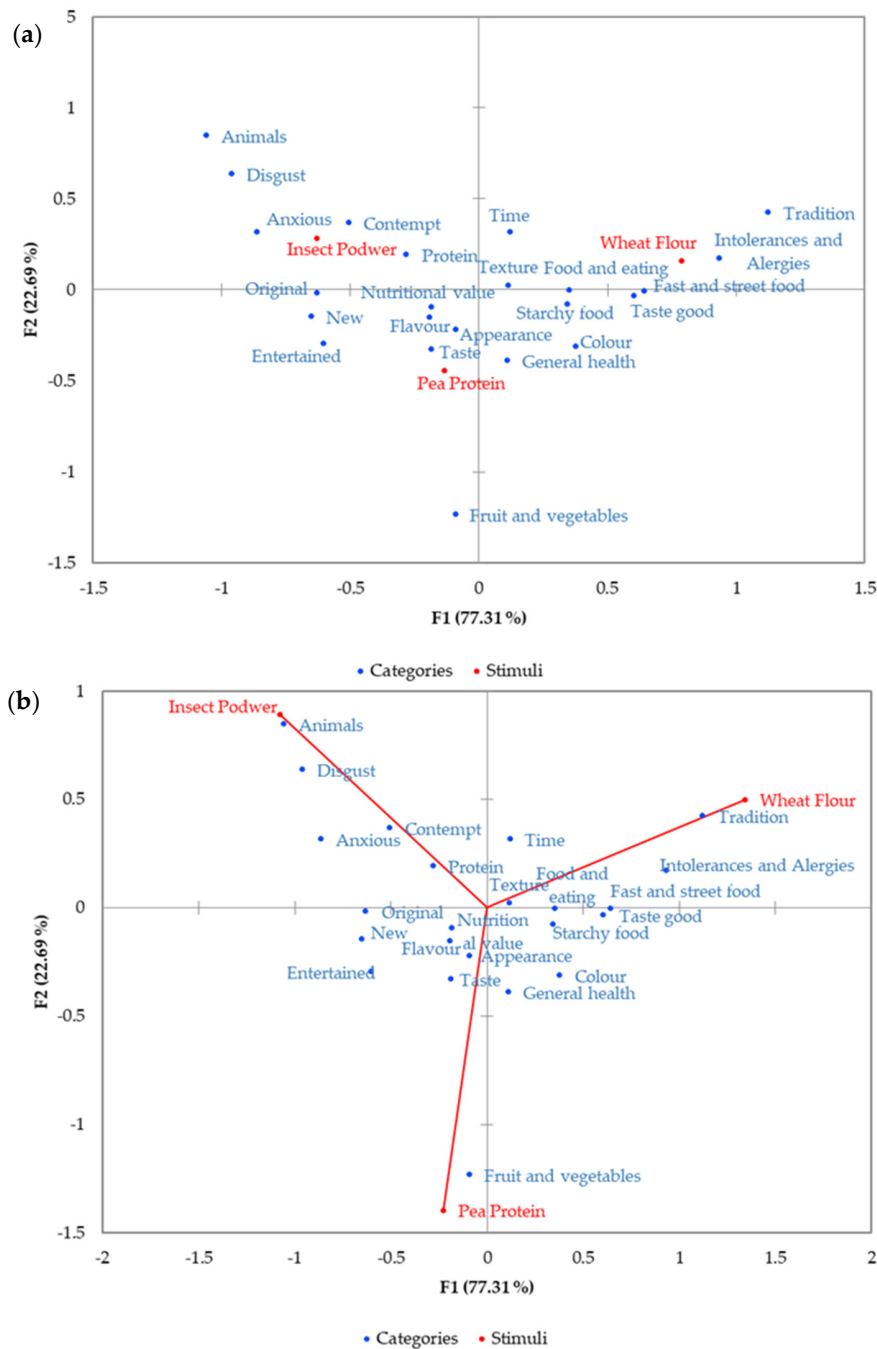 (a)
5
1
0.5
0
-0.5
-1
-1.5
-1.5
-1
-0.5
0
0.5
1
1.5
F2 (22.69 %)
F1 (77.31 %)
Animals
Disgust
Anxious
Contempt
Insect Podwer
Protein
Time
Wheat Flour
Tradition
Intolerances and
Alergies
Texture
Food and eating
Fast and street food
Original
Nutritional value
Starchy food
Taste good
New
Flavour
Appearance
Colour
Entertained
Taste
General health
Pea Protein
Fruit and vegetables
Categories
Stimuli
(b)
1
0.5
0
-0.5
-1
-1.5
-2
-1.5
-1
-0.5
0
0.5
1
1.5
2
F2 (22.69 %)
F1 (77.31 %)
Insect Podwer
Animals
Disgust
Wheat Flour
Tradition
Anxious
Contempt
Time
Protein
Texture
Food and
eating
Intolerances and Alergies
Fast and street food
Original
Nutrition
al value
Taste good
New
Flavour
Starchy food
Appearance
Entertained
Taste
Colour
General health
Fruit and vegetables
Pea Protein
Categories
Stimuli